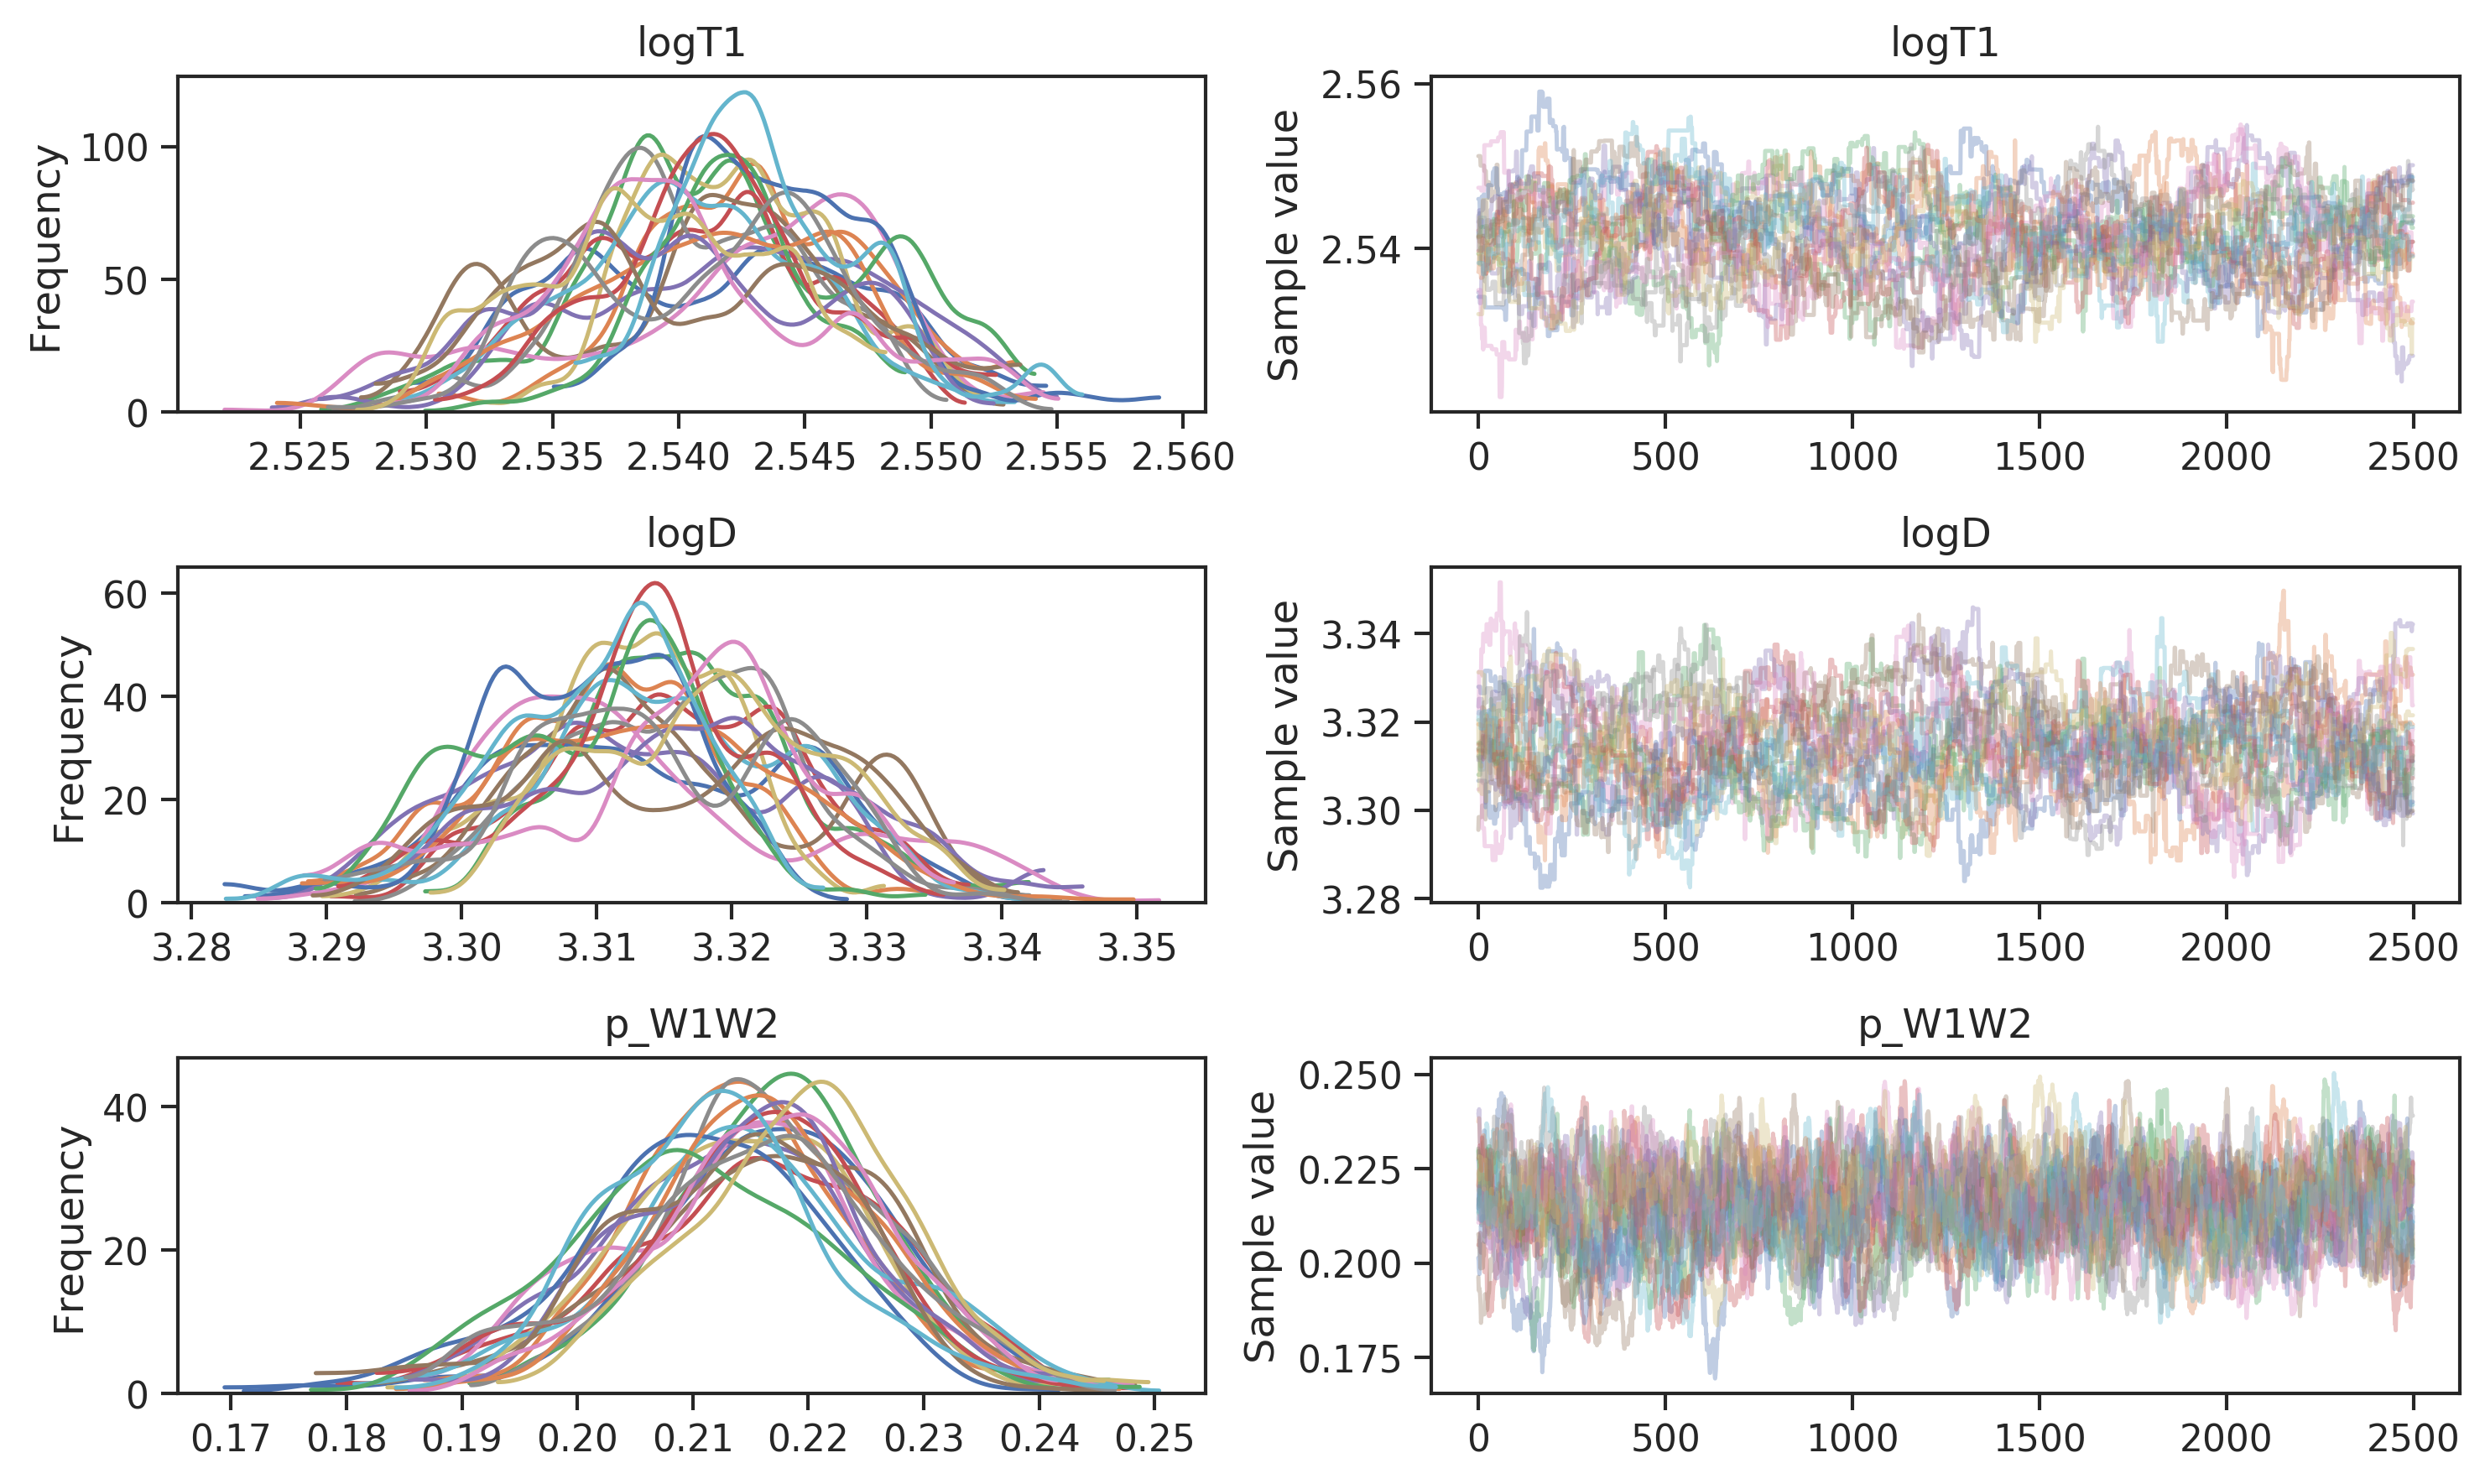 logT1
Frequency
100
50
0
2.525 2.530 2.535 2.540 2.545 2.550 2.555 2.560
logT1
Sample value
2.56
2.54
0 500 1000 1500 2000 2500
logD
Frequency
60
40
20
0
3.28 3.29 3.30 3.31 3.32 3.33 3.34 3.35
logD
Sample value
3.34
3.32
3.30
3.28
0 500 1000 1500 2000 2500
p_W1W2
Frequency
40
20
0
0.17 0.18 0.19 0.20 0.21 0.22 0.23 0.24 0.25
p_W1W2
Sample value
0.250
0.225
0.200
0.175
0 500 1000 1500 2000 2500